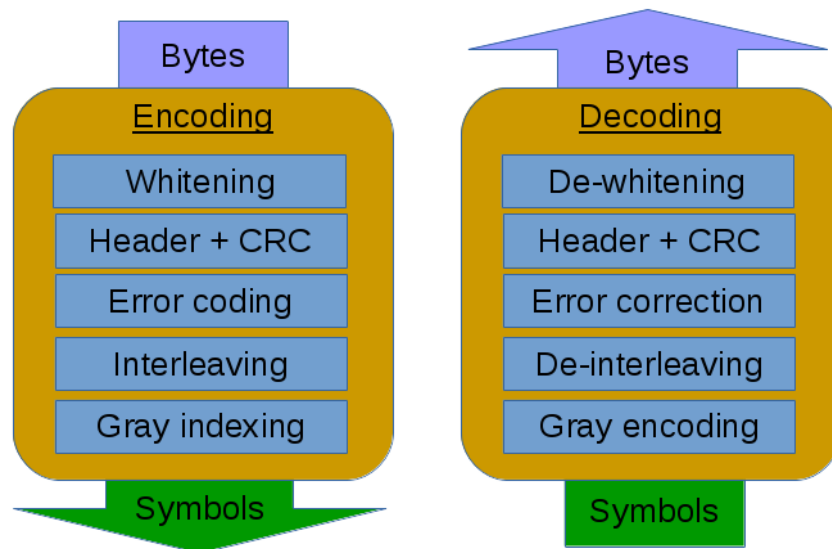 Bytes
Encoding
Whitening
Header + CRC
Error coding
Interleaving
Gray indexing
Symbols
Bytes
Decoding
De-whitening
Header + CRC
Error correction
De-interleaving
Gray encoding
Symbols